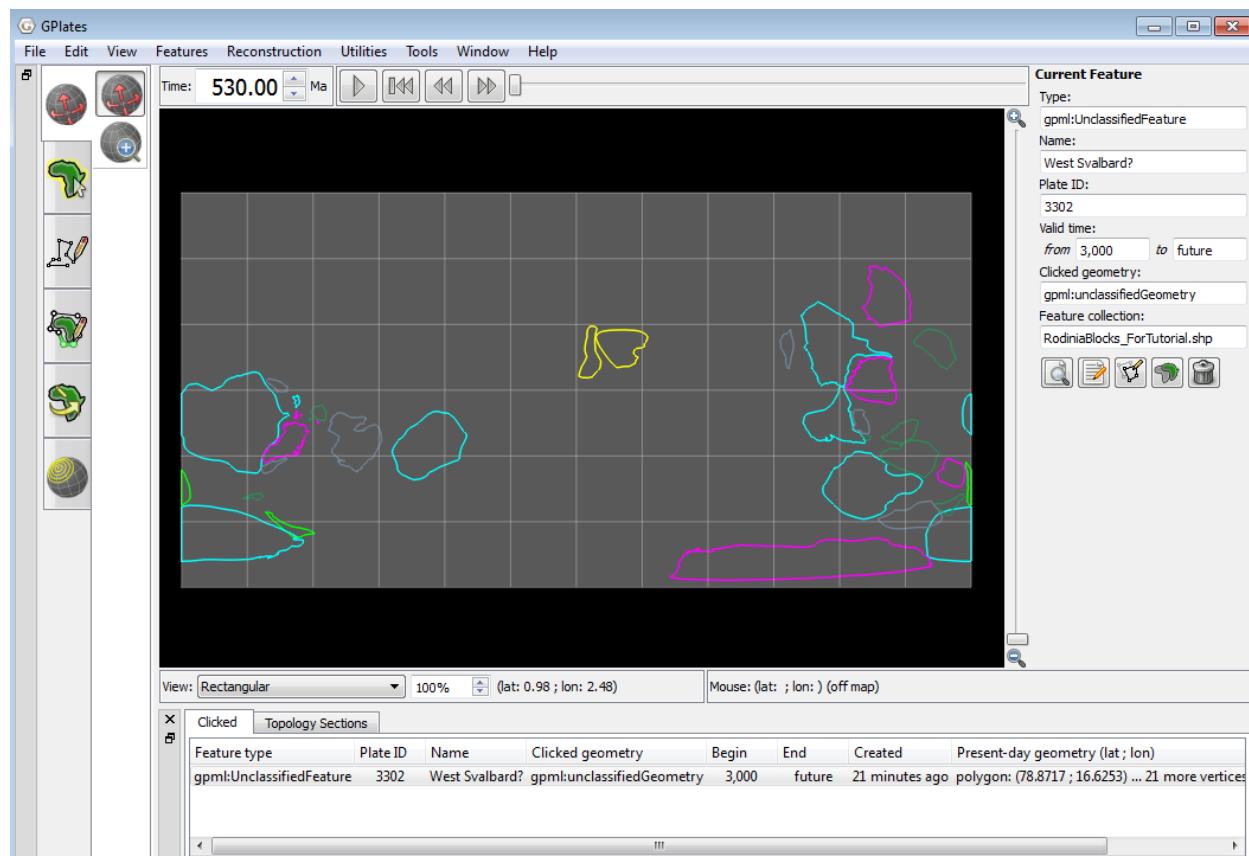 GPlates
File Edit View Features Reconstruction Utilities Tools Window Help
Time: 530.00 Ma
Current Feature
Type:
gpml:UnclassifiedFeature
Name:
West Svalbard?
Plate ID:
3302
Valid time:
from 3,000 to future
Clicked geometry:
gpml:unclassifiedGeometry
Feature collection:
RodiniaBlocks_ForTutorial.shp
View: Rectangular 100% (lat: 0.98 ; lon: 2.48) Mouse: (lat: ; lon: ) (off map)
Clicked Topology Sections
Feature type Plate ID Name Clicked geometry Begin End Created Present-day geometry (lat ; lon)
gpml:UnclassifiedFeature 3302 West Svalbard? gpml:unclassifiedGeometry 3,000 future 21 minutes ago polygon: (78.8717 ; 16.6253) ... 21 more vertices